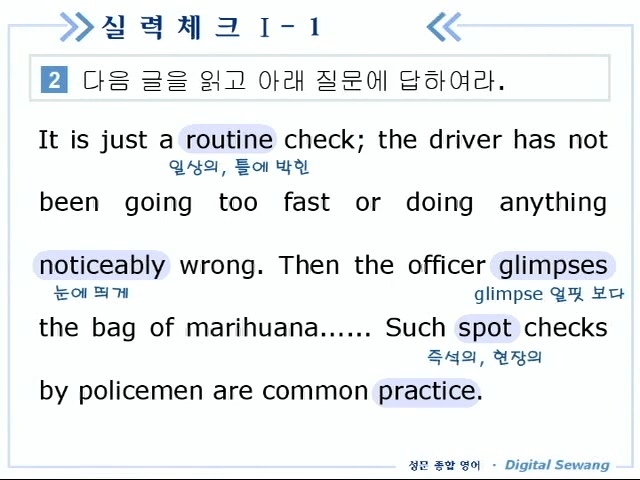 실력체크 I - 1
2 다음 글을 읽고 아래 질문에 답하여라.
It is just a routine check; the driver has not
일상의, 틀에 박힌
been going too fast or doing anything
noticeably wrong. Then the officer glimpses
눈에 띄게 glimpse 얼핏 보다
the bag of marihuana...... Such spot checks
즉석의, 현장의
by policemen are common practice.
성문 종합 영어 · Digital Sewang